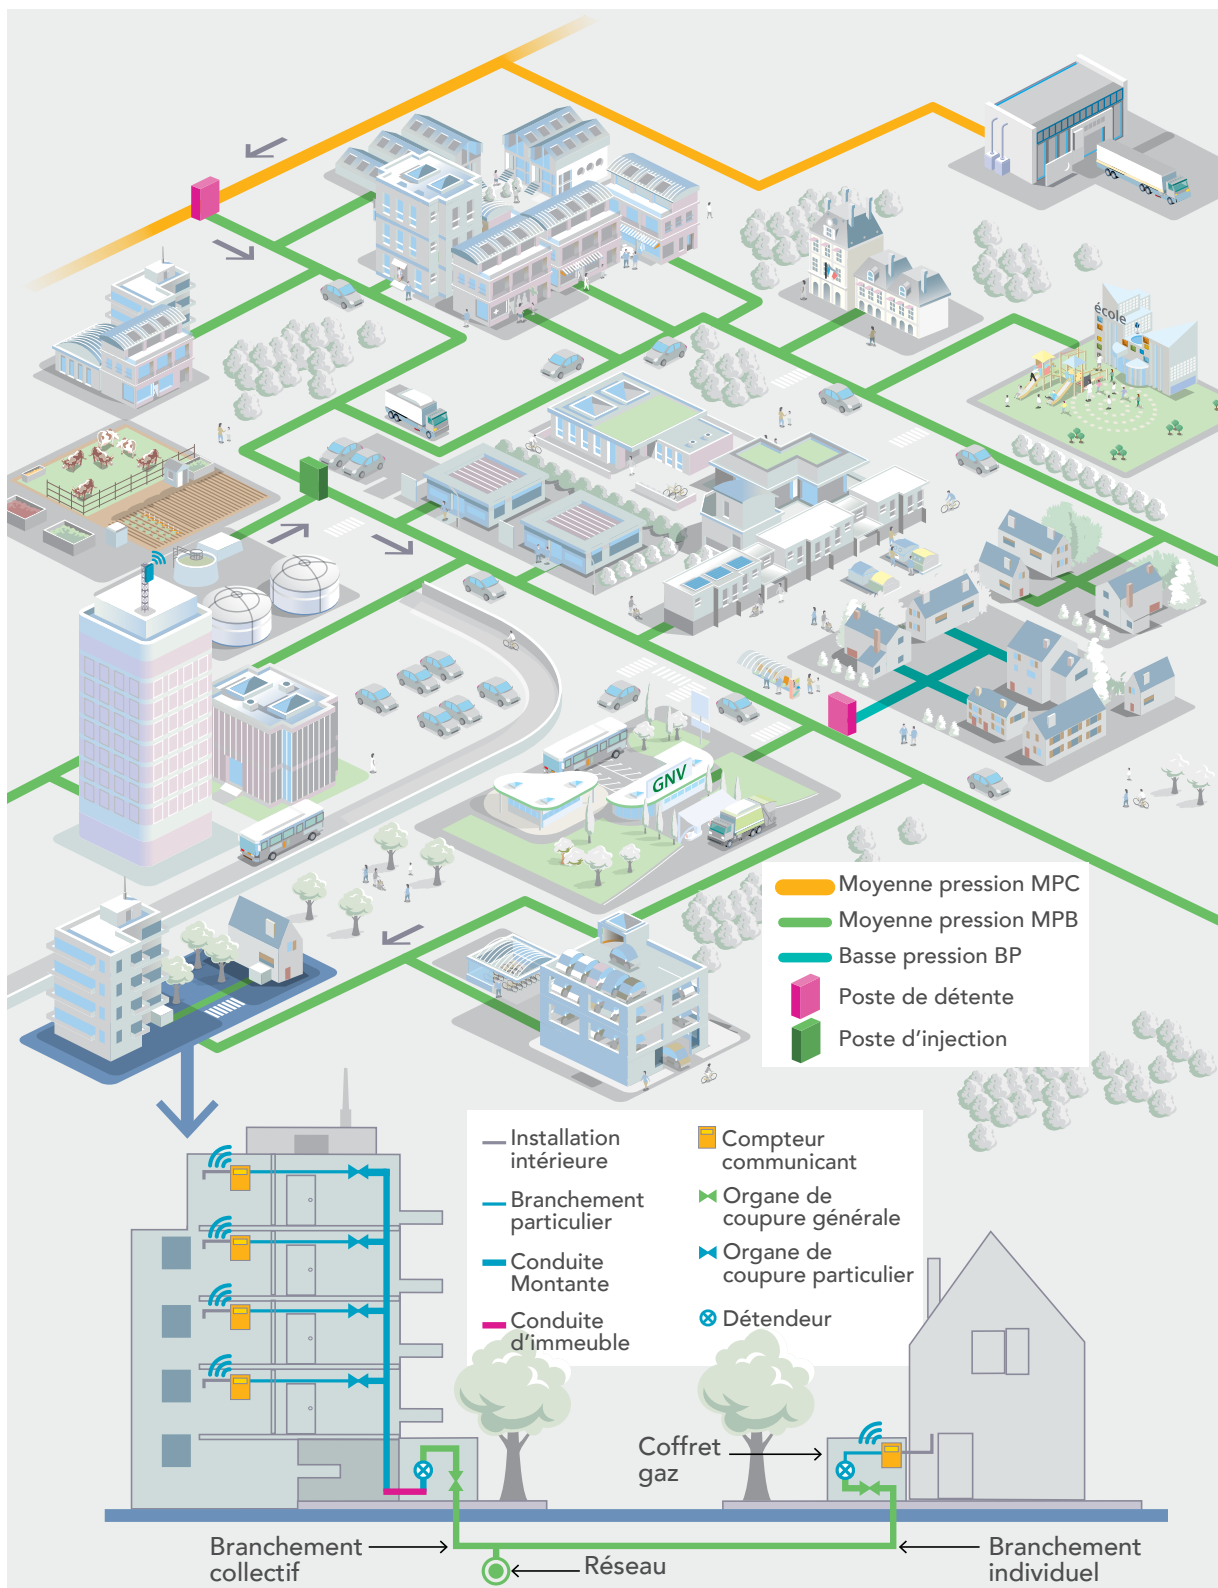 école
GNV
Moyenne pression MPC
Moyenne pression MPB
Basse pression BP
Poste de détente
Poste d'injection
Installation
intérieure
Branchement
particulier
Conduite
Montante
Conduite
d'immeuble
Compteur
communicant
Organe de
coupure générale
Organe de
coupure particulier
Détendeur
Coffret
gaz
Branchement
collectif
Réseau
Branchement
individuel